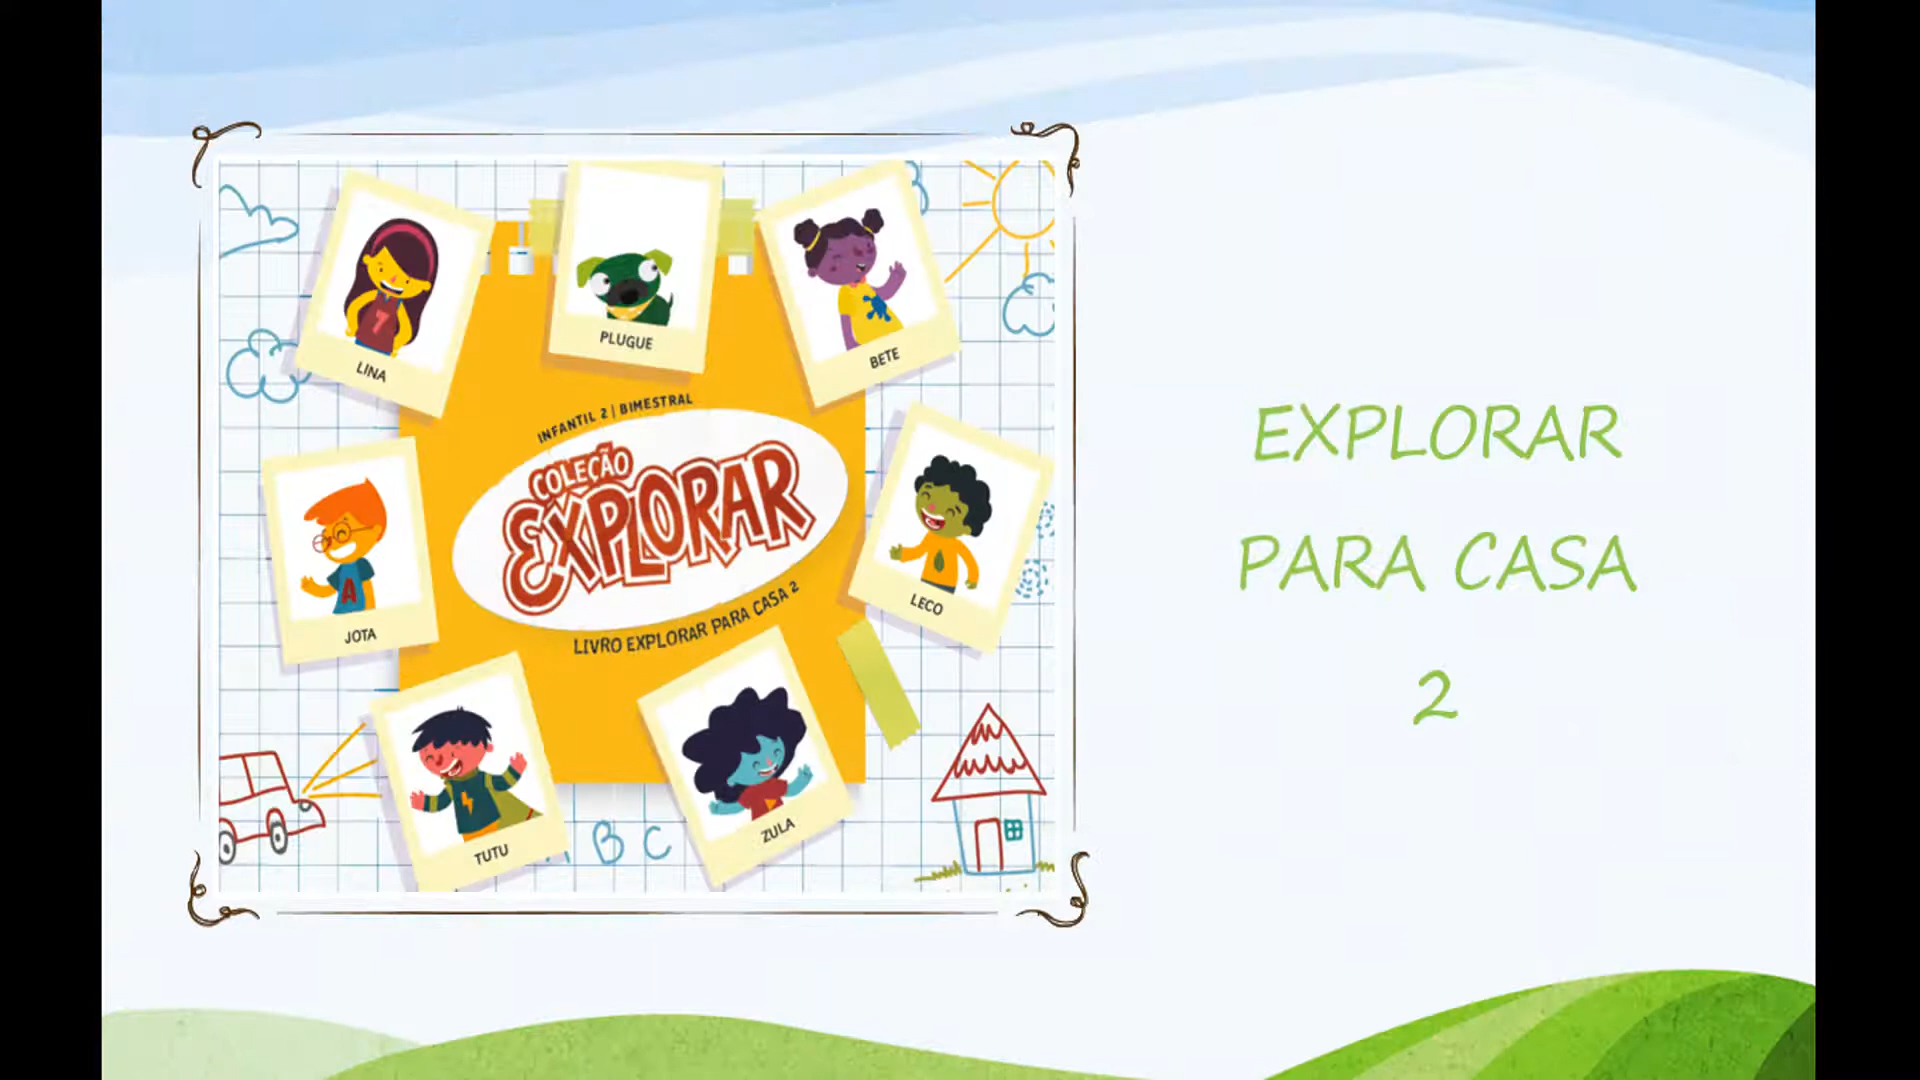 LINA
7
PLUGUE
BETE
INFANTIL 2 | BIMESTRAL
COLEÇÃO
EXPLORAR
LIVRO EXPLORAR PARA CASA 2
JOTA
A
LECO
TUTU
ZULA
A B C
EXPLORAR
PARA CASA
2